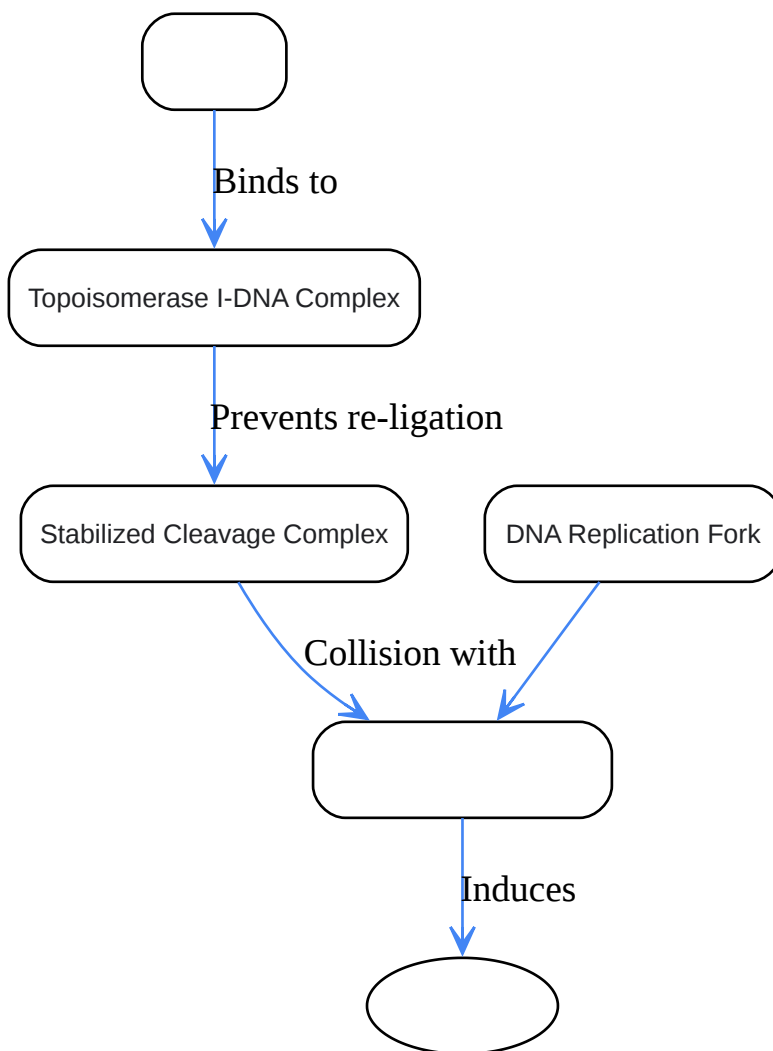 Binds to
Topoisomerase I-DNA Complex
Prevents re-ligation
Stabilized Cleavage Complex
DNA Replication Fork
Collision with
Induces